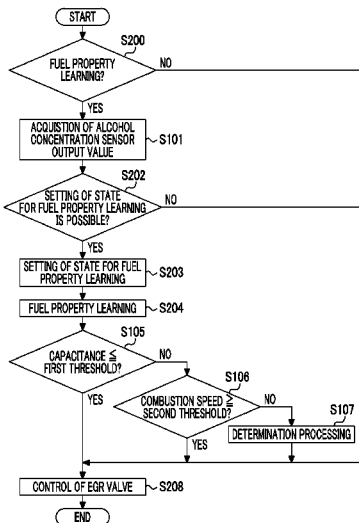 START
S200
FUEL PROPERTY
LEARNING?
NO
YES
ACQUISTION OF ALCOHOL
CONCENTRATION SENSOR
OUTPUT VALUE
S101
S202
SETTING OF STATE
FOR FUEL PROPERTY LEARNING
IS POSSIBLE?
NO
YES
SETTING OF STATE FOR FUEL
PROPERTY LEARNING
S203
FUEL PROPERTY LEARNING
S204
S105
CAPACITANCE ≦
FIRST THRESHOLD?
NO
YES
S106
COMBUSTION SPEED ≧
SECOND THRESHOLD?
NO
YES
S107
DETERMINATION PROCESSING
CONTROL OF EGR VALVE
S208
END